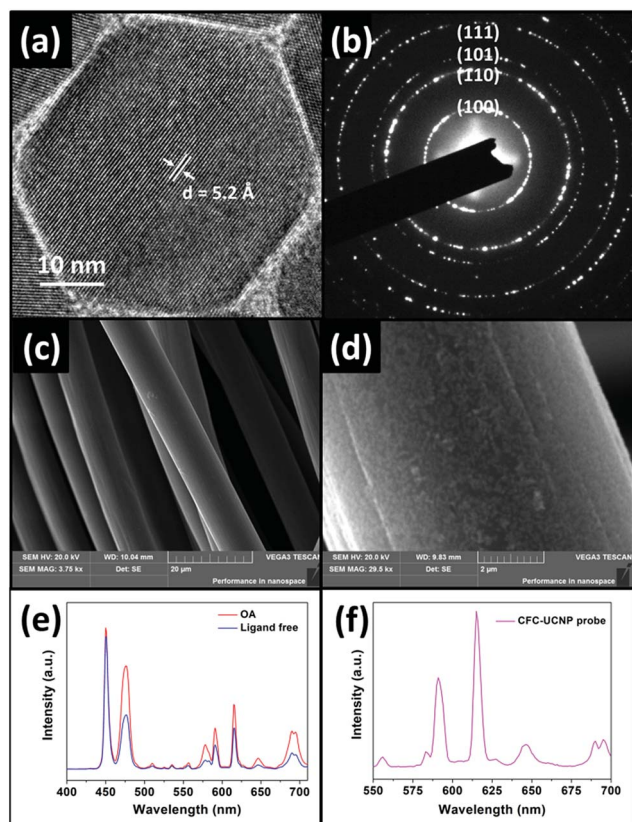 (a)
d = 5.2 Å
10 nm
(b)
(111)
(101)
(110)
(100)
(c)
SEM HV: 20.0 kV WD: 10.04 mm VEGA3 TESCAN
SEM MAG: 3.75 kx Det: SE 20 µm
Performance in nanospace
(d)
SEM HV: 20.0 kV WD: 9.83 mm VEGA3 TESCAN
SEM MAG: 29.5 kx Det: SE 2 µm
Performance in nanospace
(e)
OA
Ligand free
Intensity (a.u.)
400 450 500 550 600 650 700
Wavelength (nm)
(f)
CFC-UCNP probe
Intensity (a.u.)
550 575 600 625 650 675 700
Wavelength (nm)